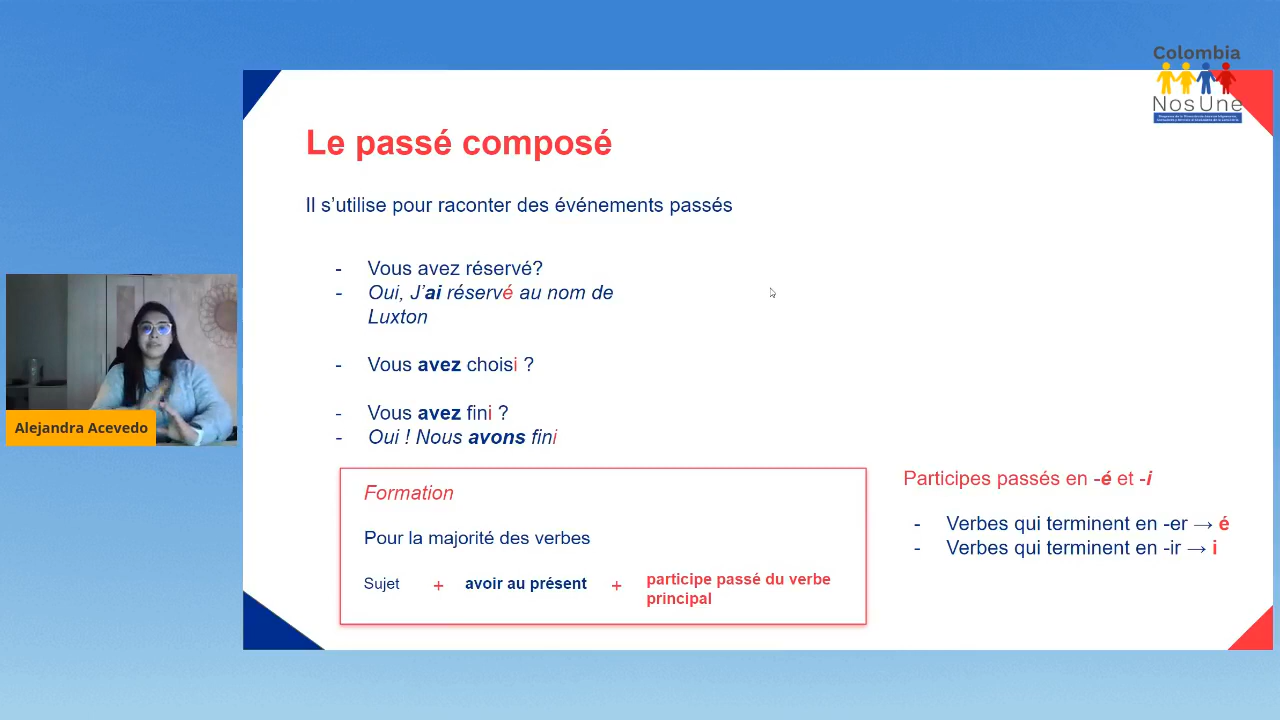 Colombia
NosUne
Le passé composé
Il s’utilise pour raconter des événements passés
- Vous avez réservé?
- Oui, J’ai réservé au nom de
Luxton
- Vous avez choisi ?
- Vous avez fini ?
- Oui ! Nous avons fini
Formation
Pour la majorité des verbes
Sujet + avoir au présent + participe passé du verbe
principal
Participes passés en -é et -i
- Verbes qui terminent en -er → é
- Verbes qui terminent en -ir → i
Alejandra Acevedo